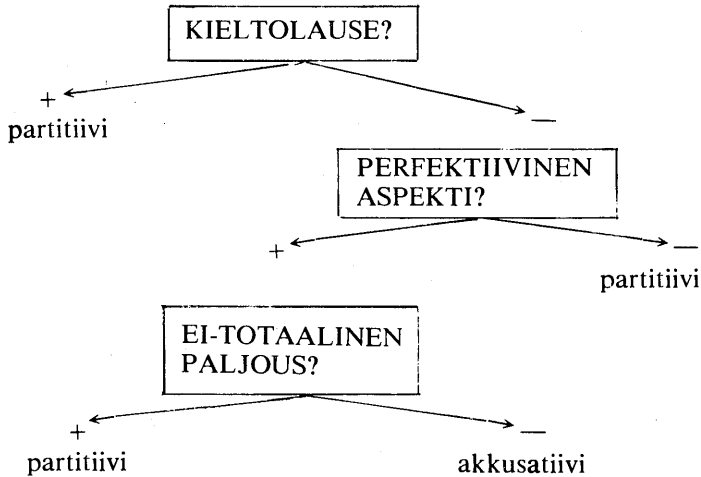 KIELTOLAUSE?
+
—
partitiivi
PERFEKTIIVINEN
ASPEKTI?
+
—
partitiivi
EI-TOTAALINEN
PALJOUS?
+
—
partitiivi
akkusatiivi